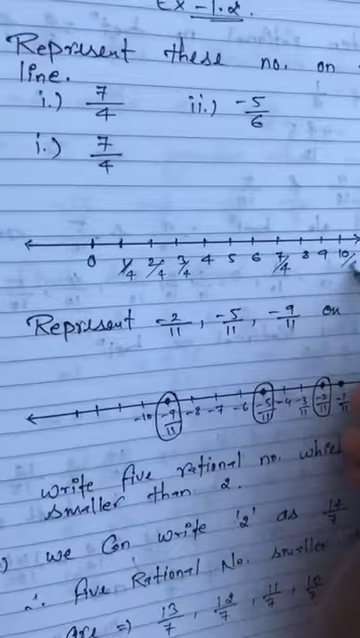 Ex - 1.2.
Represent these no. on
line.
i.) 7/4 ii.) -5/6
i.) 7/4
0 1/4 2/4 3/4 4 5 6 7/4 8 9 10/
Represent -2/11, -5/11, -9/11 on
-10 -9/11 -8 -7 -6 -5/11 -4 -3/11 -2/11 -1/11
write five rational no. which
smaller than 2.
) we can write '2' as 14/7
∴ five Rational No. smaller
are ⇒ 13/7, 12/7, 11/7, 10/7